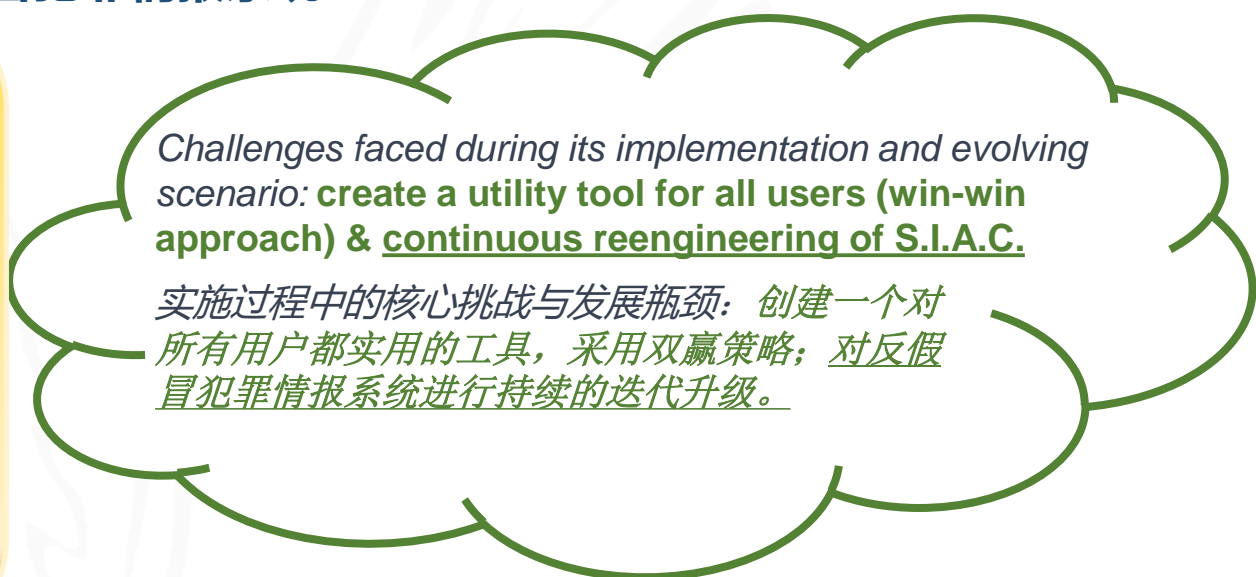 Challenges faced during its implementation and evolving
scenario: create a utility tool for all users (win-win
approach) & continuous reengineering of S.I.A.C.
实施过程中的核心挑战与发展瓶颈：创建一个对
所有用户都实用的工具，采用双赢策略；对反假
冒犯罪情报系统进行持续的迭代升级。